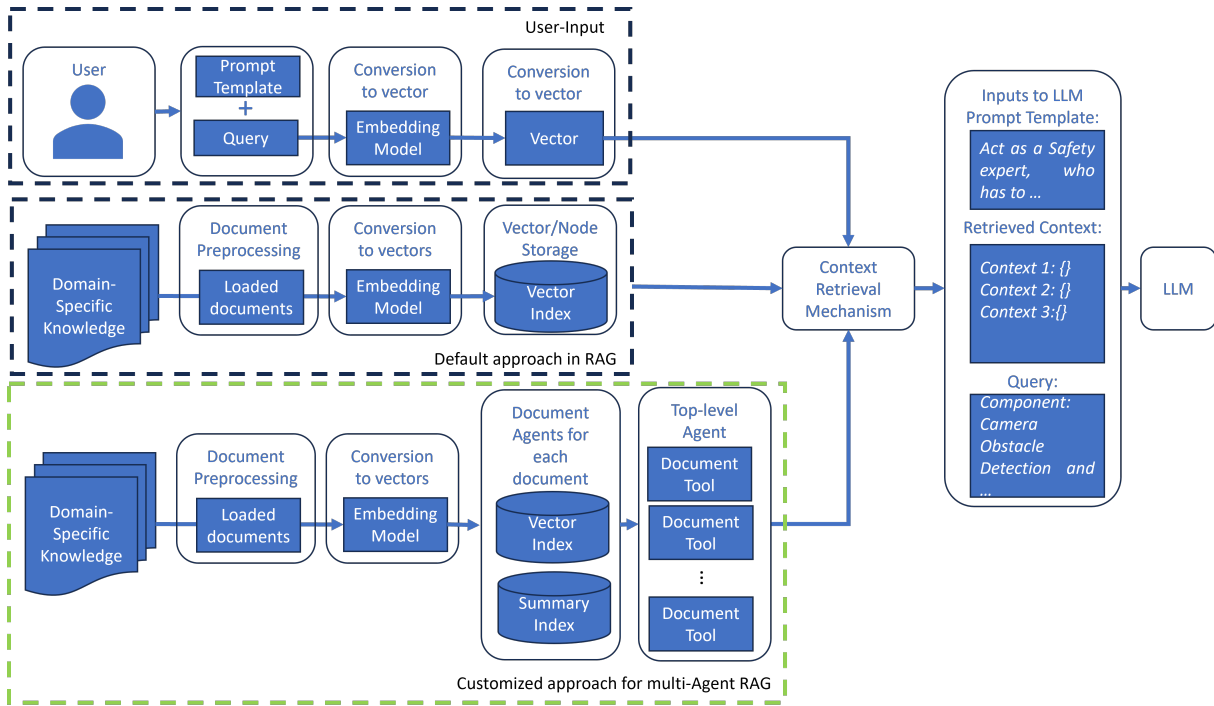 User-Input
User
Prompt
Template
+
Query
Conversion
to vector
Embedding
Model
Conversion
to vector
Vector
Domain-
Specific
Knowledge
Document
Preprocessing
Loaded
documents
Conversion
to vectors
Embedding
Model
Vector/Node
Storage
Vector
Index
Default approach in RAG
Domain-
Specific
Knowledge
Document
Preprocessing
Loaded
documents
Conversion
to vectors
Embedding
Model
Document
Agents for
each
document
Vector
Index
Summary
Index
Top-level
Agent
Document
Tool
Document
Tool
...
Document
Tool
Customized approach for multi-Agent RAG
Context
Retrieval
Mechanism
Inputs to LLM
Prompt Template:
Act as a Safety
expert, who
has to ...
Retrieved Context:
Context 1: {}
Context 2: {}
Context 3:{}
Query:
Component:
Camera
Obstacle
Detection and
...
LLM